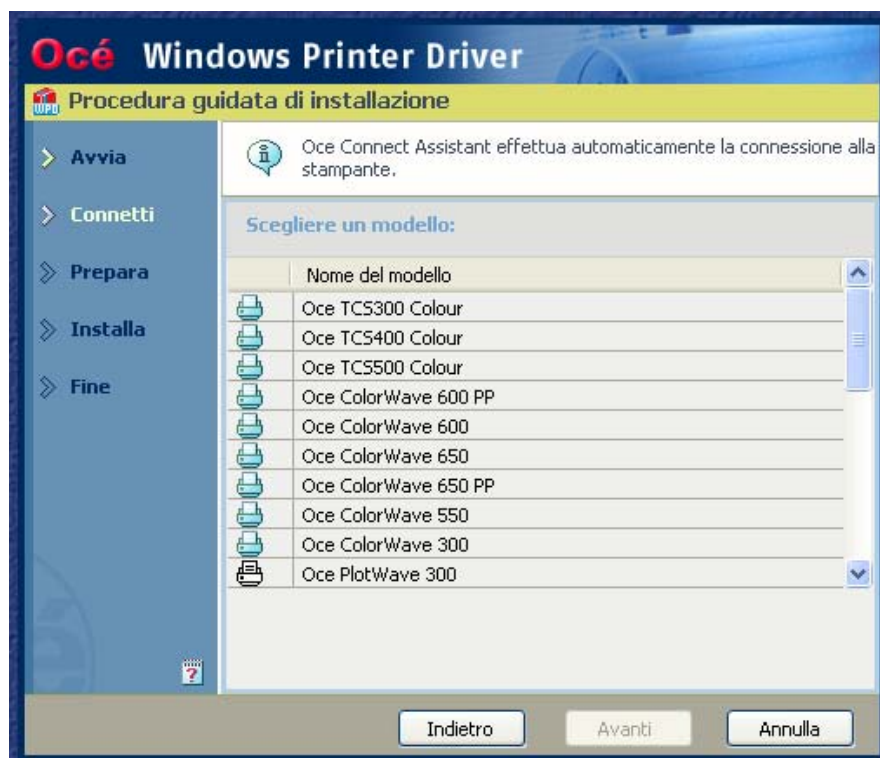 Océ Windows Printer Driver
WPD
Procedura guidata di installazione
Avvia
Connetti
Prepara
Installa
Fine
?
i
Oce Connect Assistant effettua automaticamente la connessione alla
stampante.
Scegliere un modello:
Nome del modello
Oce TCS300 Colour
Oce TCS400 Colour
Oce TCS500 Colour
Oce ColorWave 600 PP
Oce ColorWave 600
Oce ColorWave 650
Oce ColorWave 650 PP
Oce ColorWave 550
Oce ColorWave 300
Oce PlotWave 300
Indietro
Avanti
Annulla